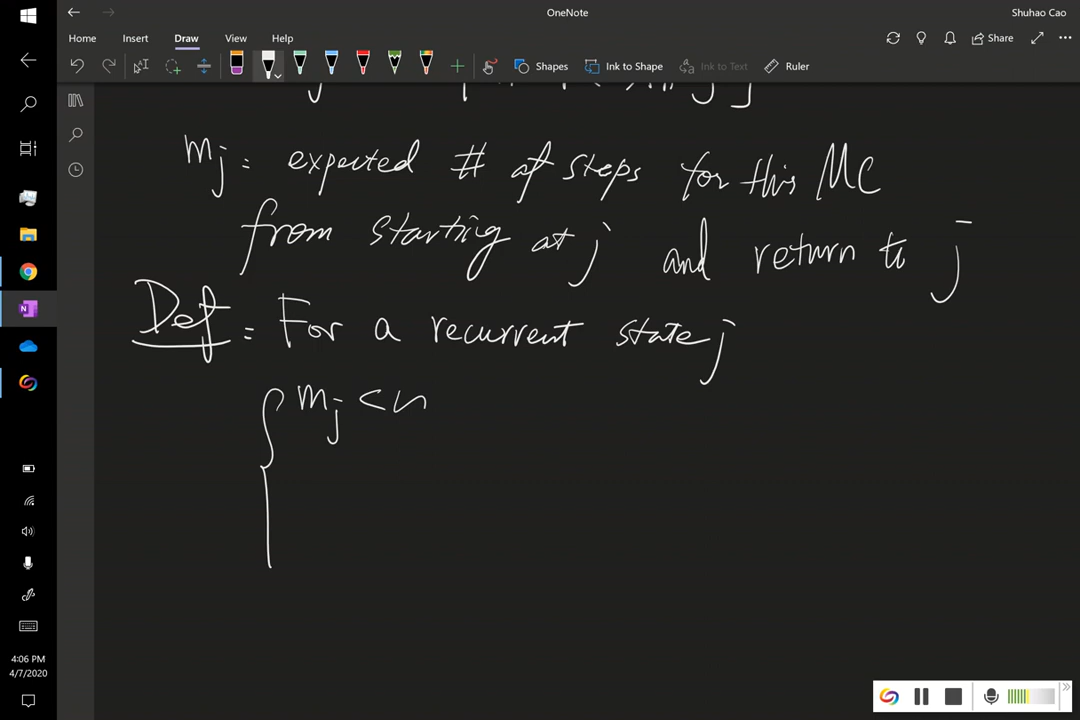 OneNote
Shuhao Cao
Home Insert Draw View Help
Share
Shapes
Ink to Shape
Ink to Text
Ruler
mj = expected # of steps for this MC
from starting at j and return to j
Def = For a recurrent state j
mj <
4:06 PM
4/7/2020